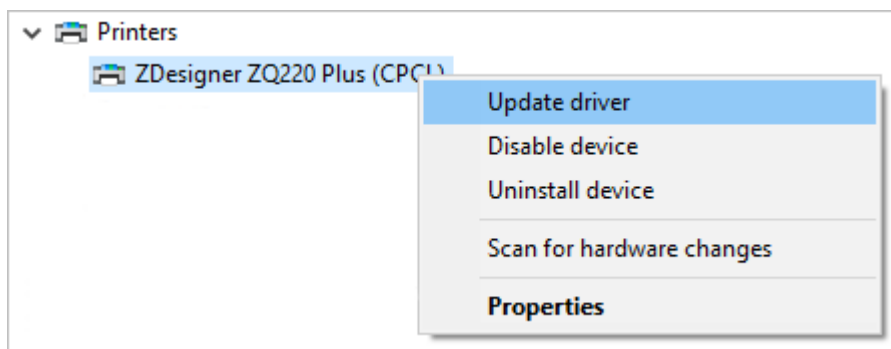 Printers
ZDesigner ZQ220 Plus (CPCL)
Update driver
Disable device
Uninstall device
Scan for hardware changes
Properties